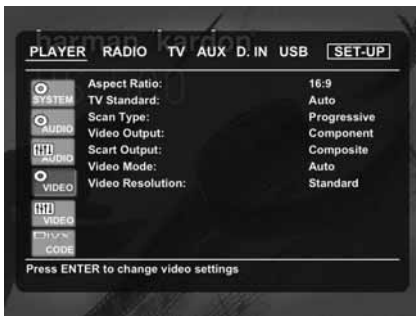 harman kardon
PLAYER RADIO TV AUX D. IN USB SET-UP
SYSTEM
AUDIO
AUDIO
VIDEO
VIDEO
DivX
CODE
Aspect Ratio: 16:9
TV Standard: Auto
Scan Type: Progressive
Video Output: Component
Scart Output: Composite
Video Mode: Auto
Video Resolution: Standard
Press ENTER to change video settings